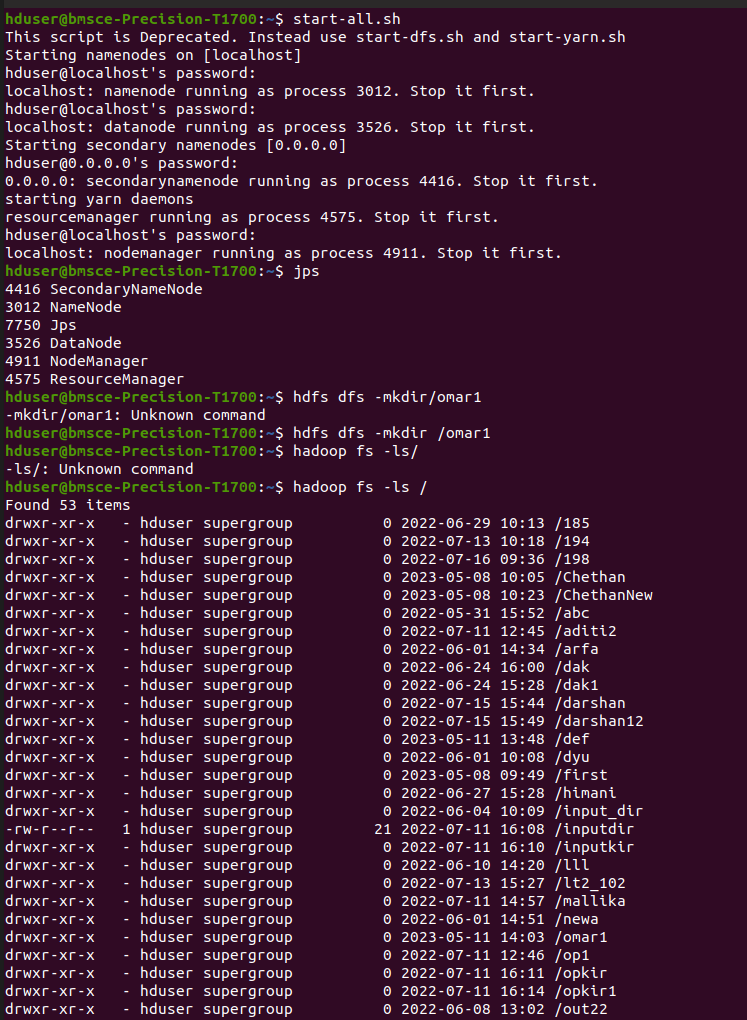 hduser@bmsce-Precision-T1700:~$ start-all.sh
This script is Deprecated. Instead use start-dfs.sh and start-yarn.sh
Starting namenodes on [localhost]
hduser@localhost's password:
localhost: namenode running as process 3012. Stop it first.
hduser@localhost's password:
localhost: datanode running as process 3526. Stop it first.
Starting secondary namenodes [0.0.0.0]
hduser@0.0.0.0's password:
0.0.0.0: secondarynamenode running as process 4416. Stop it first.
starting yarn daemons
resourcemanager running as process 4575. Stop it first.
hduser@localhost's password:
localhost: nodemanager running as process 4911. Stop it first.
hduser@bmsce-Precision-T1700:~$ jps
4416 SecondaryNameNode
3012 NameNode
7750 Jps
3526 DataNode
4911 NodeManager
4575 ResourceManager
hduser@bmsce-Precision-T1700:~$ hdfs dfs -mkdir/omar1
-mkdir/omar1: Unknown command
hduser@bmsce-Precision-T1700:~$ hdfs dfs -mkdir /omar1
hduser@bmsce-Precision-T1700:~$ hadoop fs -ls/
-ls/: Unknown command
hduser@bmsce-Precision-T1700:~$ hadoop fs -ls /
Found 53 items
drwxr-xr-x   - hduser supergroup          0 2022-06-29 10:13 /185
drwxr-xr-x   - hduser supergroup          0 2022-07-13 10:18 /194
drwxr-xr-x   - hduser supergroup          0 2022-07-16 09:36 /198
drwxr-xr-x   - hduser supergroup          0 2023-05-08 10:05 /Chethan
drwxr-xr-x   - hduser supergroup          0 2023-05-08 10:23 /ChethanNew
drwxr-xr-x   - hduser supergroup          0 2022-05-31 15:52 /abc
drwxr-xr-x   - hduser supergroup          0 2022-07-11 12:45 /aditi2
drwxr-xr-x   - hduser supergroup          0 2022-06-01 14:34 /arfa
drwxr-xr-x   - hduser supergroup          0 2022-06-24 16:00 /dak
drwxr-xr-x   - hduser supergroup          0 2022-06-24 15:28 /dak1
drwxr-xr-x   - hduser supergroup          0 2022-07-15 15:44 /darshan
drwxr-xr-x   - hduser supergroup          0 2022-07-15 15:49 /darshan12
drwxr-xr-x   - hduser supergroup          0 2023-05-11 13:48 /def
drwxr-xr-x   - hduser supergroup          0 2022-06-01 10:08 /dyu
drwxr-xr-x   - hduser supergroup          0 2023-05-08 09:49 /first
drwxr-xr-x   - hduser supergroup          0 2022-06-27 15:28 /himani
drwxr-xr-x   - hduser supergroup          0 2022-06-04 10:09 /input_dir
-rw-r--r--   1 hduser supergroup         21 2022-07-11 16:08 /inputdir
drwxr-xr-x   - hduser supergroup          0 2022-07-11 16:10 /inputkir
drwxr-xr-x   - hduser supergroup          0 2022-06-10 14:20 /lll
drwxr-xr-x   - hduser supergroup          0 2022-07-13 15:27 /lt2_102
drwxr-xr-x   - hduser supergroup          0 2022-07-11 14:57 /mallika
drwxr-xr-x   - hduser supergroup          0 2022-06-01 14:51 /newa
drwxr-xr-x   - hduser supergroup          0 2023-05-11 14:03 /omar1
drwxr-xr-x   - hduser supergroup          0 2022-07-11 12:46 /op1
drwxr-xr-x   - hduser supergroup          0 2022-07-11 16:11 /opkir
drwxr-xr-x   - hduser supergroup          0 2022-07-11 16:14 /opkir1
drwxr-xr-x   - hduser supergroup          0 2022-06-08 13:02 /out22